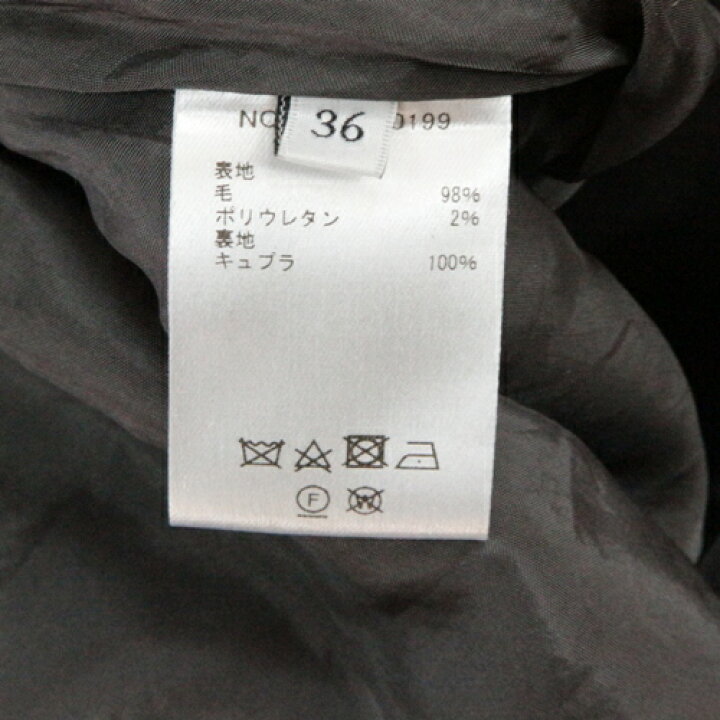 NO 0199
36
表地
毛 98%
ポリウレタン 2%
裏地
キュプラ 100%
F W